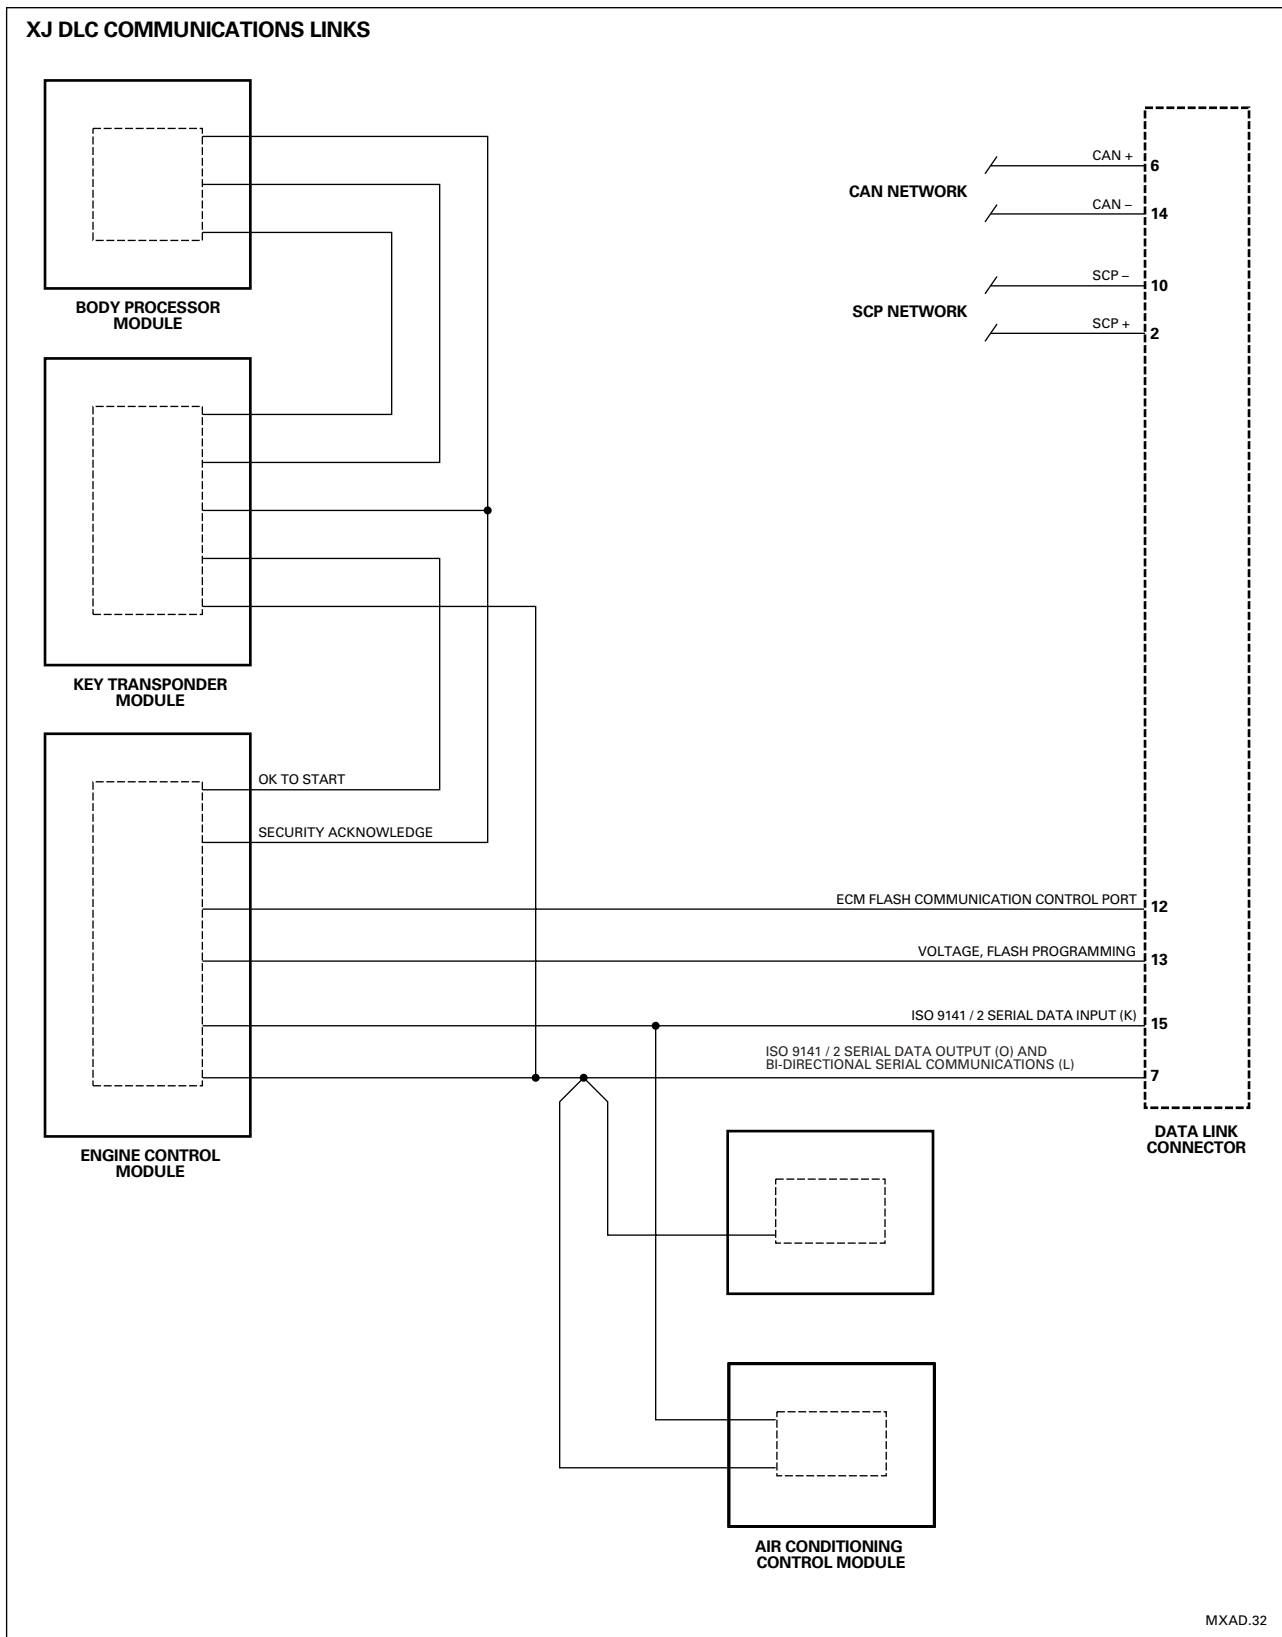 XJ DLC COMMUNICATIONS LINKS
BODY PROCESSOR
MODULE
CAN NETWORK
CAN +
6
CAN –
14
SCP NETWORK
SCP –
10
SCP +
2
KEY TRANSPONDER
MODULE
OK TO START
SECURITY ACKNOWLEDGE
ECM FLASH COMMUNICATION CONTROL PORT
12
VOLTAGE, FLASH PROGRAMMING
13
ISO 9141 / 2 SERIAL DATA INPUT (K)
15
ISO 9141 / 2 SERIAL DATA OUTPUT (O) AND
BI-DIRECTIONAL SERIAL COMMUNICATIONS (L)
7
ENGINE CONTROL
MODULE
DATA LINK
CONNECTOR
AIR CONDITIONING
CONTROL MODULE
MXAD.32